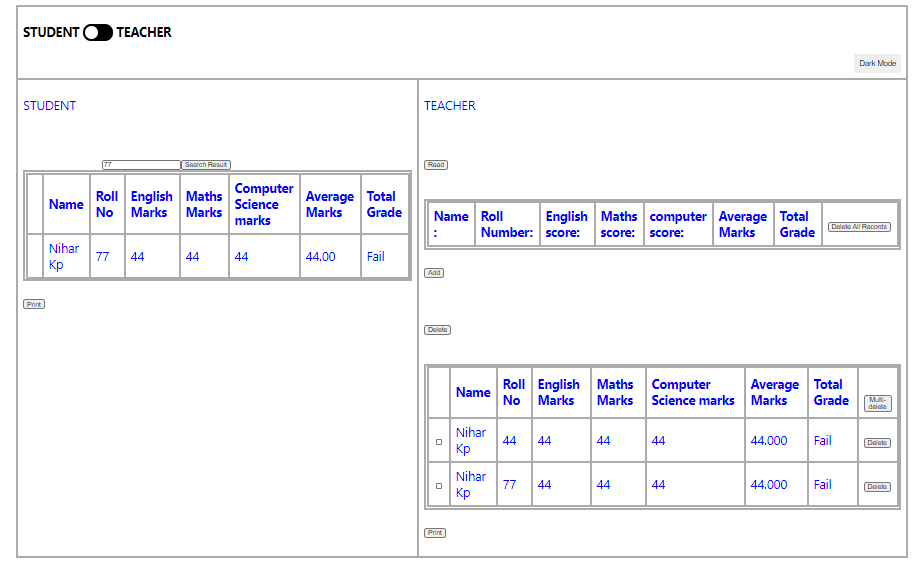 STUDENT TEACHER
Dark Mode
STUDENT
77 Search Result
Name Roll No English Marks Maths Marks Computer Science marks Average Marks Total Grade
Nihar Kp 77 44 44 44 44.00 Fail
Print
TEACHER
Read
Name : Roll Number: English score: Maths score: computer score: Average Marks Total Grade Delete All Records
Add
Delete
Name Roll No English Marks Maths Marks Computer Science marks Average Marks Total Grade Multi-delete
Nihar Kp 44 44 44 44 44.000 Fail Delete
Nihar Kp 77 44 44 44 44.000 Fail Delete
Print